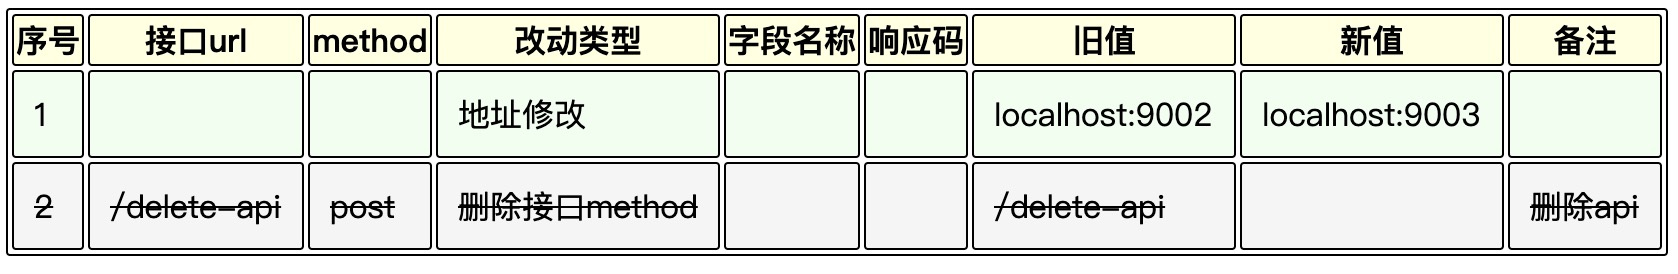 序号 接口url method 改动类型 字段名称 响应码 旧值 新值 备注
1 地址修改 localhost:9002 localhost:9003
2 /delete-api post 删除接口method /delete-api 删除api